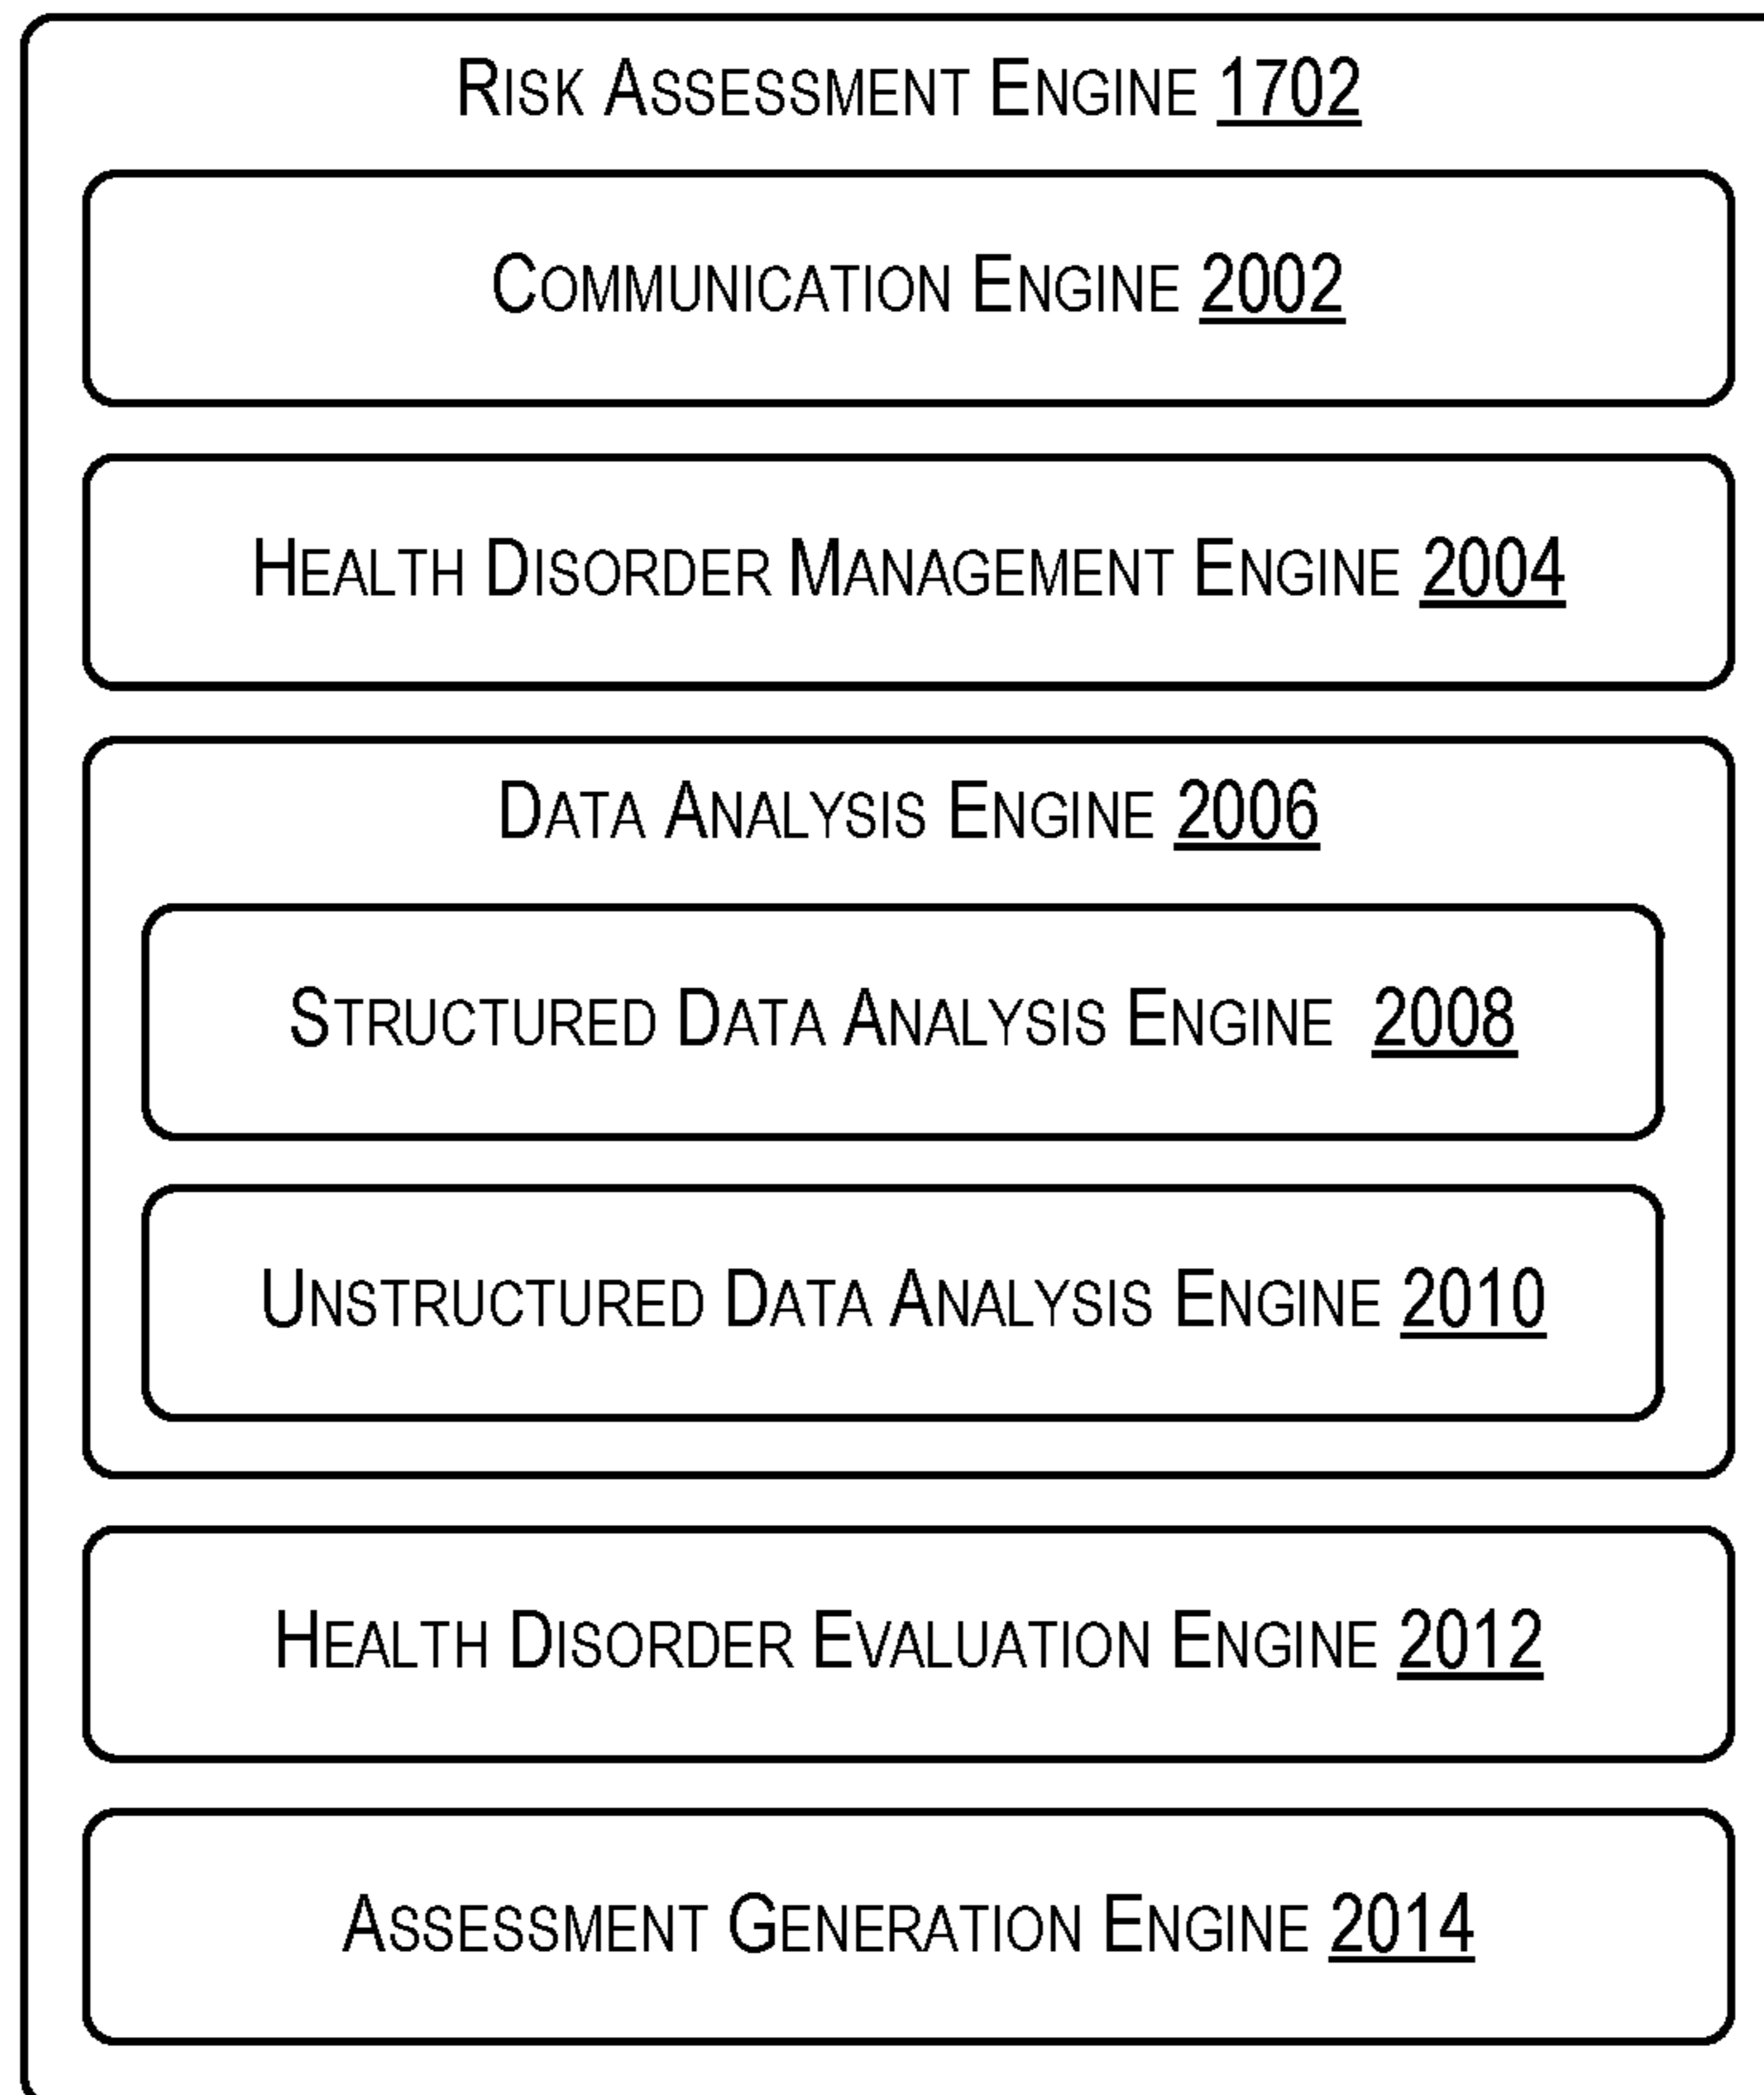 RISK ASSESSMENT ENGINE 1702
COMMUNICATION ENGINE 2002
HEALTH DISORDER MANAGEMENT ENGINE 2004
DATA ANALYSIS ENGINE 2006
STRUCTURED DATA ANALYSIS ENGINE 2008
UNSTRUCTURED DATA ANALYSIS ENGINE 2010
HEALTH DISORDER EVALUATION ENGINE 2012
ASSESSMENT GENERATION ENGINE 2014